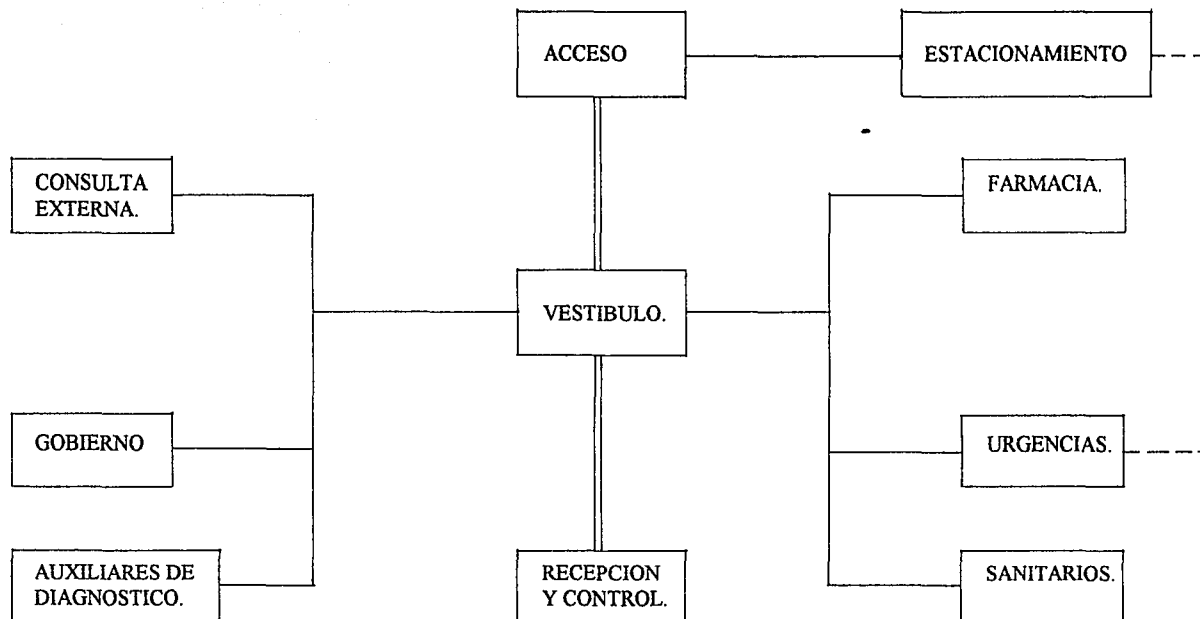 ACCESO
ESTACIONAMIENTO
CONSULTA
EXTERNA.
FARMACIA.
VESTIBULO.
GOBIERNO
URGENCIAS.
AUXILIARES DE
DIAGNOSTICO.
RECEPCION
Y CONTROL.
SANITARIOS.